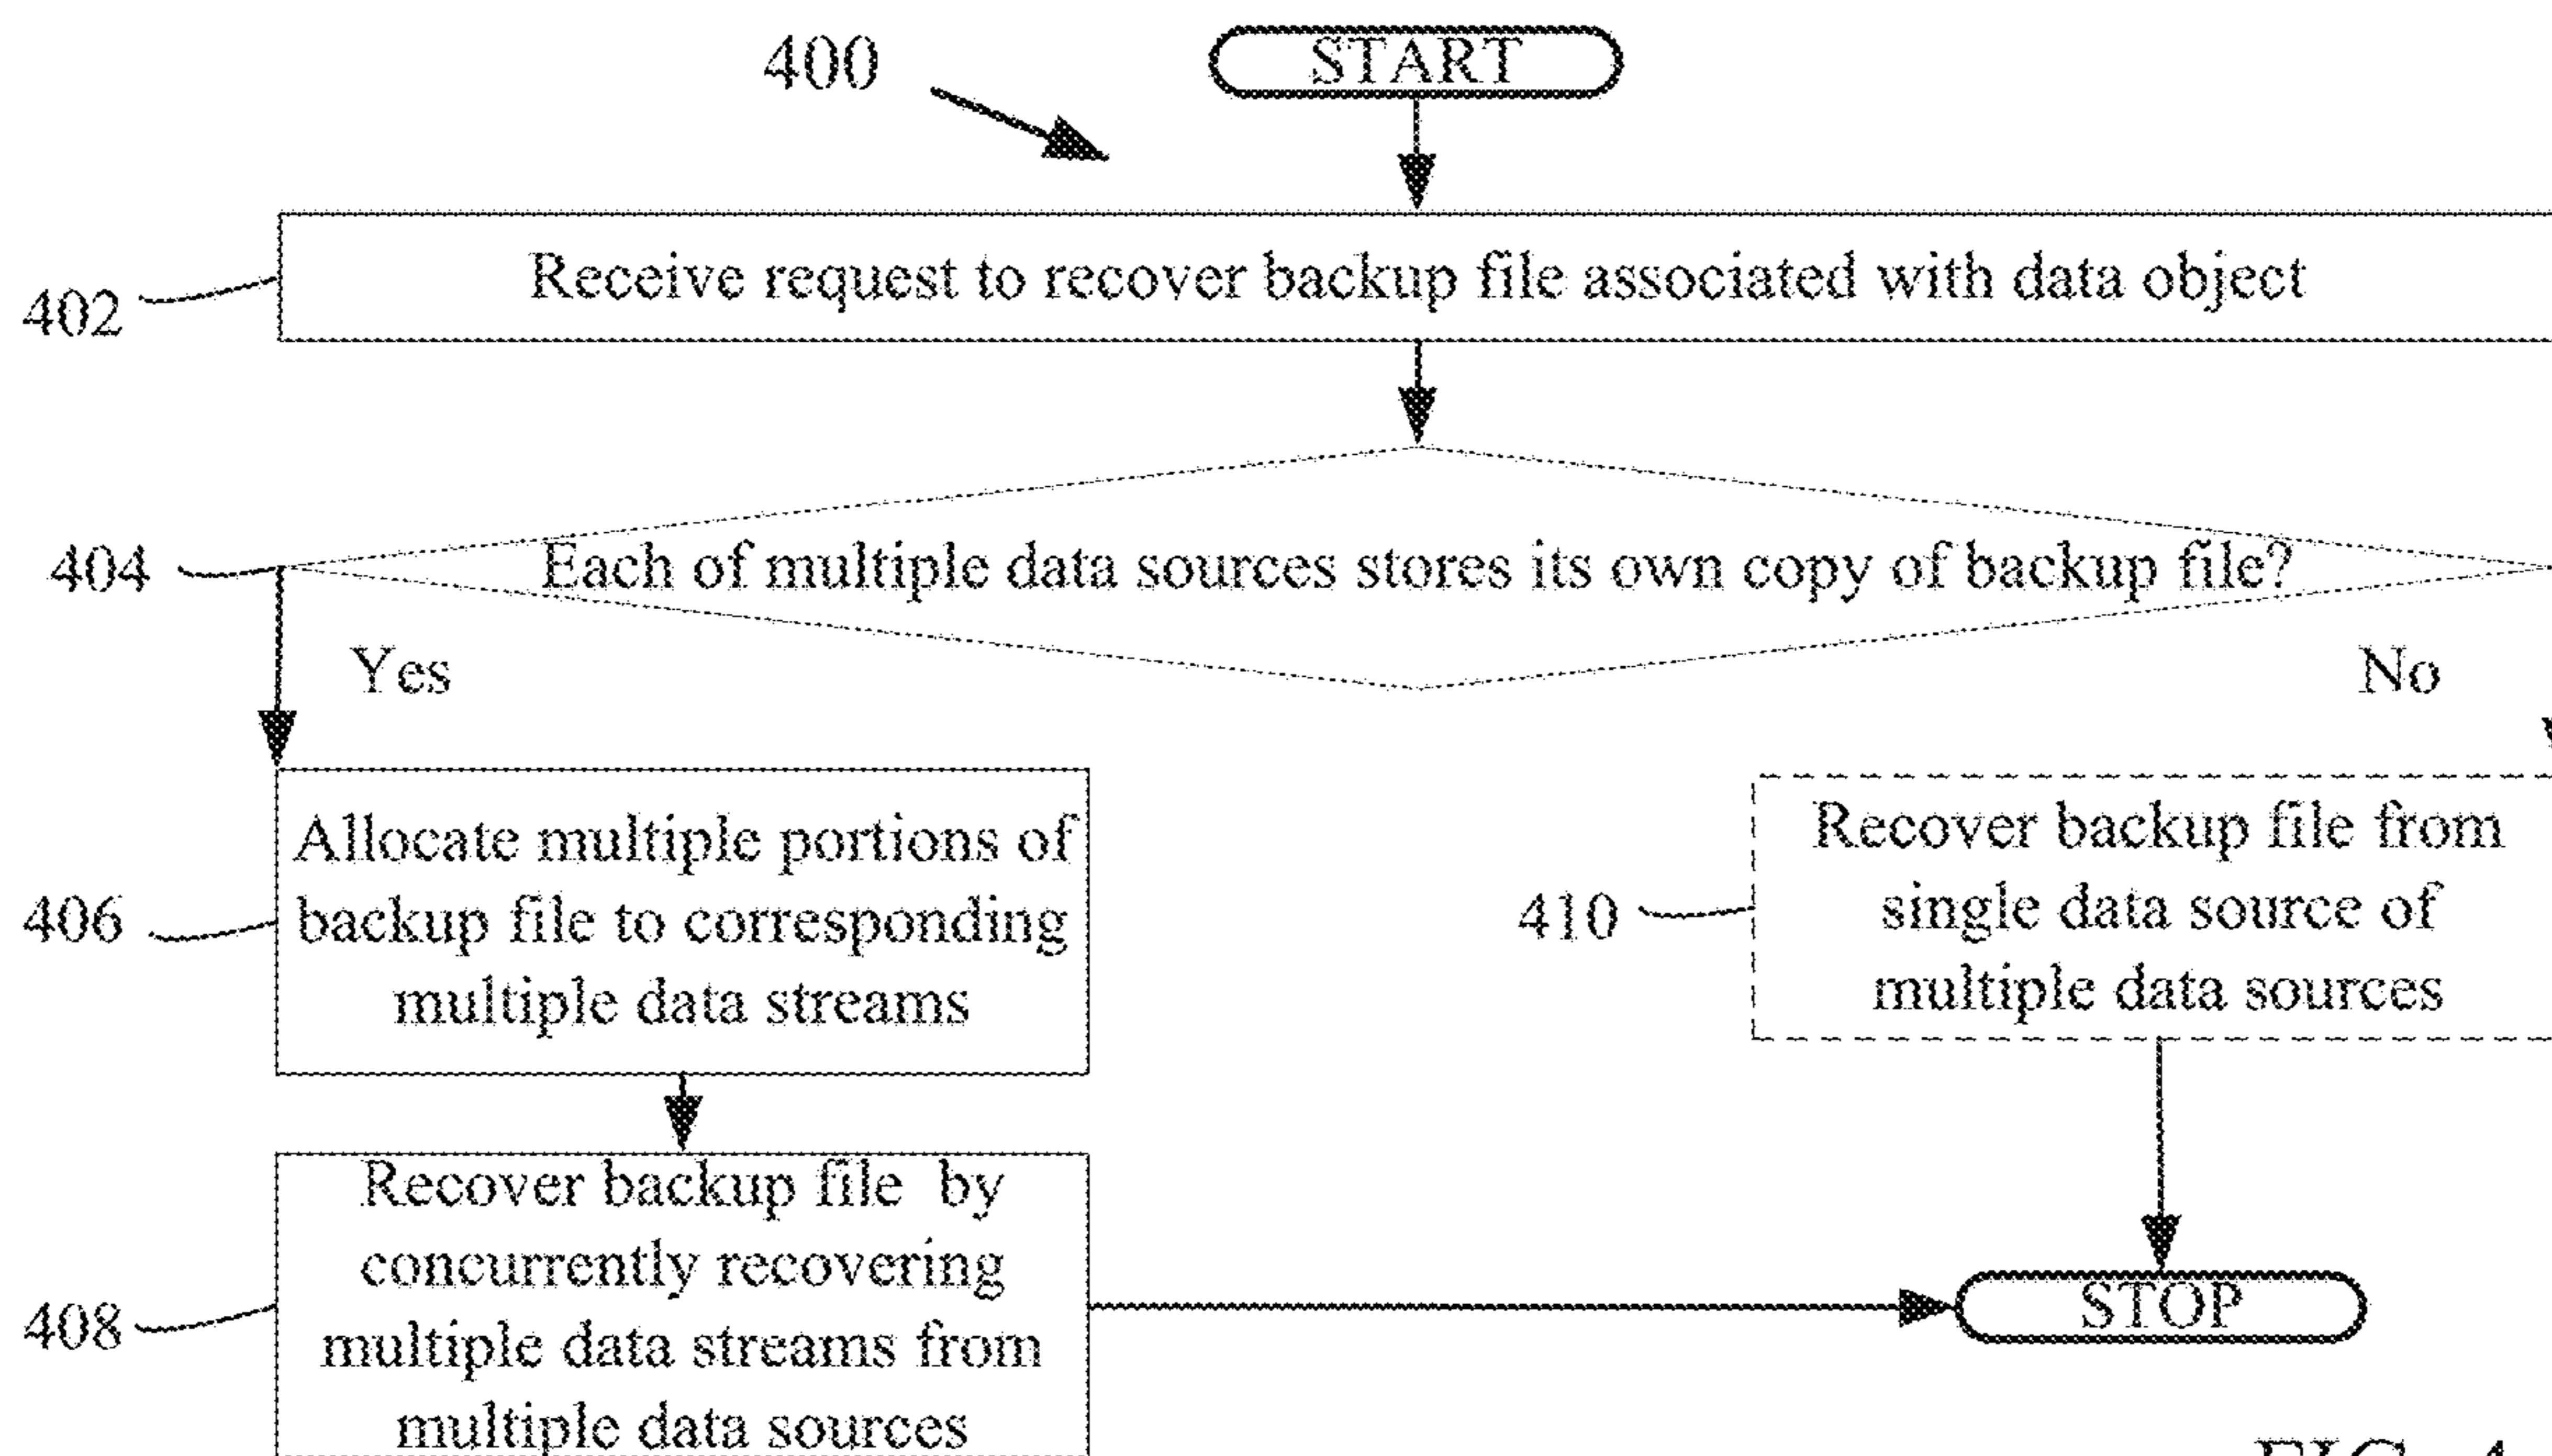 400
START
Receive request to recover backup file associated with data object
402
404
Each of multiple data sources stores its own copy of backup file?
Yes
No
Allocate multiple portions of
backup file to corresponding
multiple data streams
406
Recover backup file from
single data source of
multiple data sources
410
Recover backup file by
concurrently recovering
multiple data streams from
multiple data sources
408
STOP